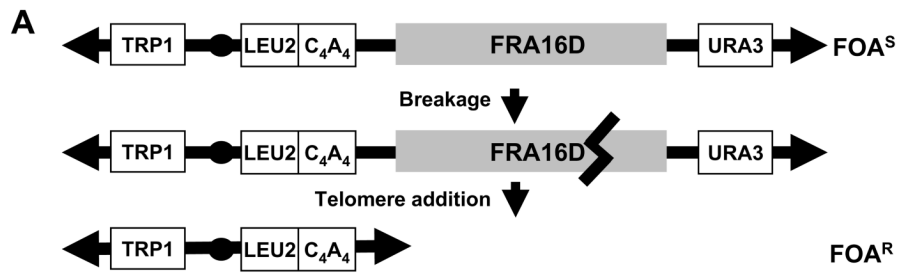 A
TRP1 LEU2 C₄A₄ FRA16D URA3 FOAˢ
Breakage
TRP1 LEU2 C₄A₄ FRA16D URA3
Telomere addition
TRP1 LEU2 C₄A₄ FOAᴿ